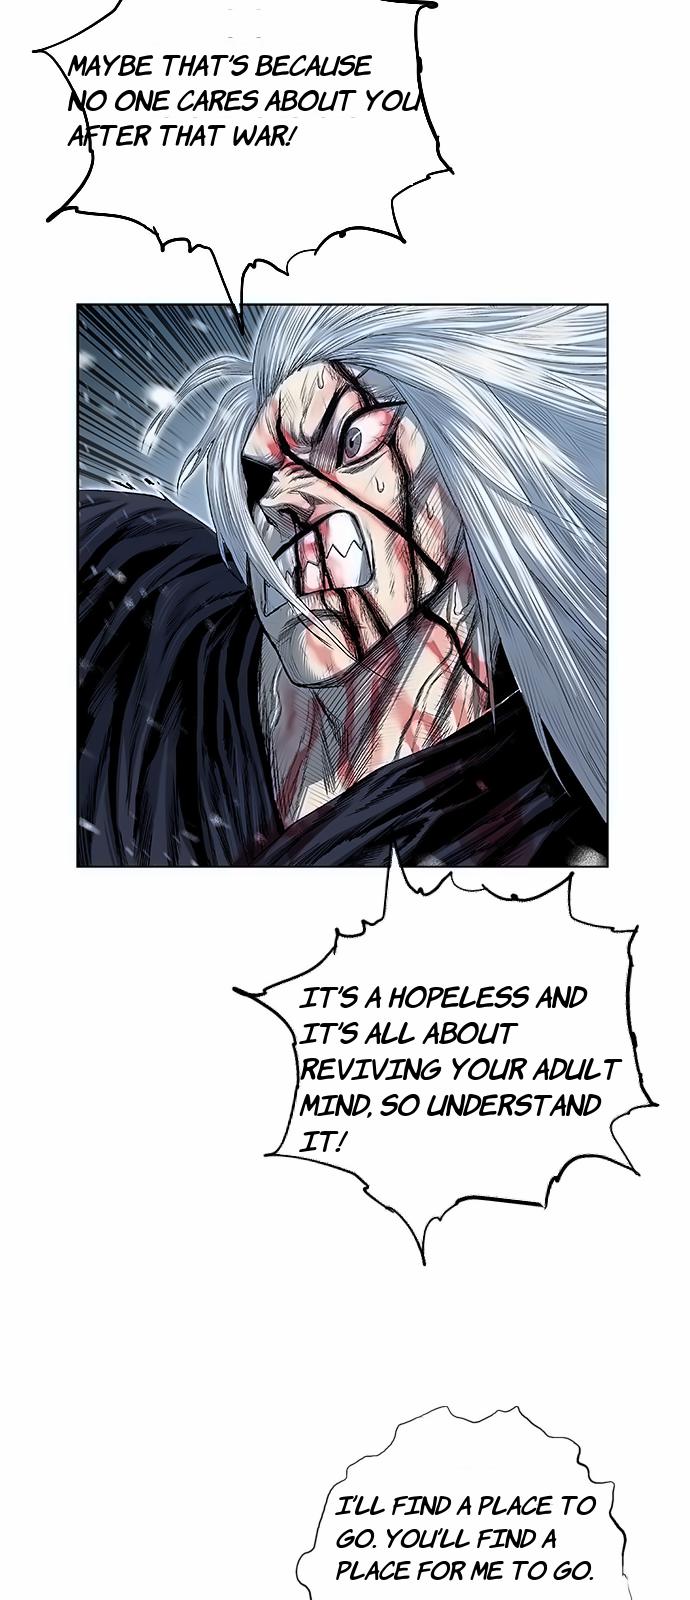 MAYBE THAT'S BECAUSE
NO ONE CARES ABOUT YOU
AFTER THAT WAR!
IT'S A HOPELESS AND
IT'S ALL ABOUT
REVIVING YOUR ADULT
MIND, SO UNDERSTAND
IT!
I'LL FIND A PLACE TO
GO. YOU'LL FIND A
PLACE FOR ME TO GO.